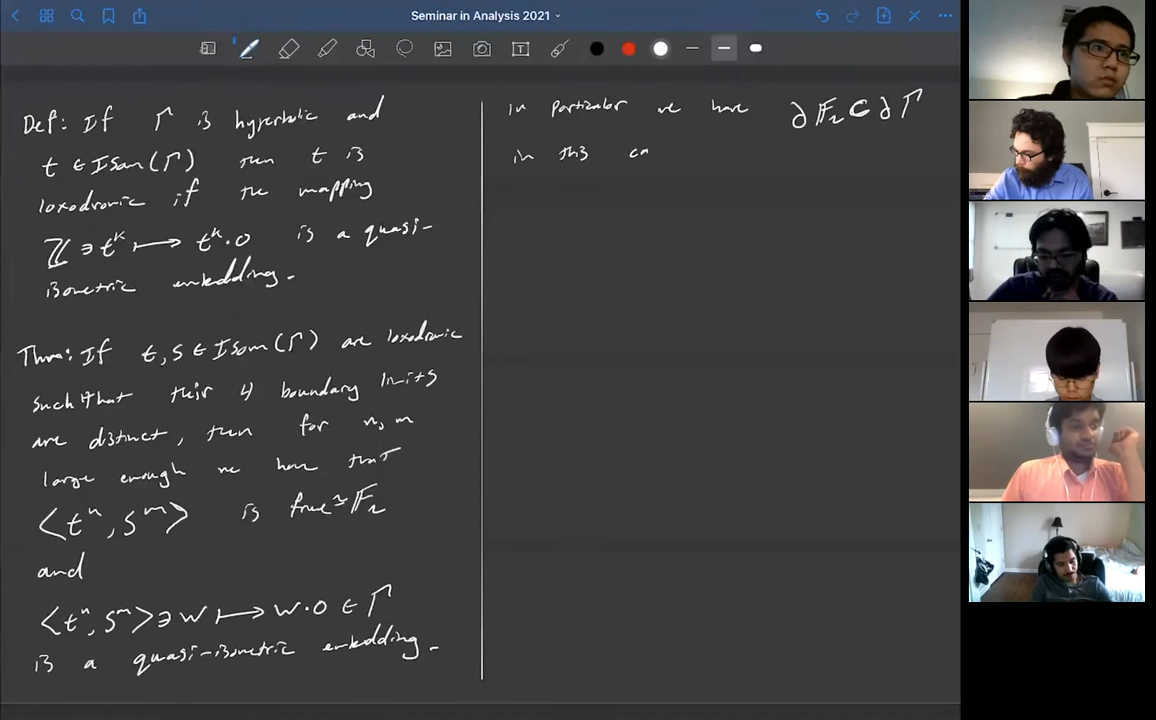 Seminar in Analysis 2021
Def: If Γ is hyperbolic and
t ∈ Isom(Γ) then t is
loxodromic if the mapping
ℤ ∋ t^k ⟼ t^k · o is a quasi-
isometric embedding.
Thm: If t, s ∈ Isom(Γ) are loxodromic
such that their 4 boundary limits
are distinct, then for n, m
large enough we have that
⟨t^n, s^m⟩ is free ≃ 𝔽₂
and
⟨t^n, s^m⟩ ∋ w ⟼ w · o ∈ Γ
is a quasi-isometric embedding.
in particular we have ∂𝔽₂ ⊂ ∂Γ
in this ca